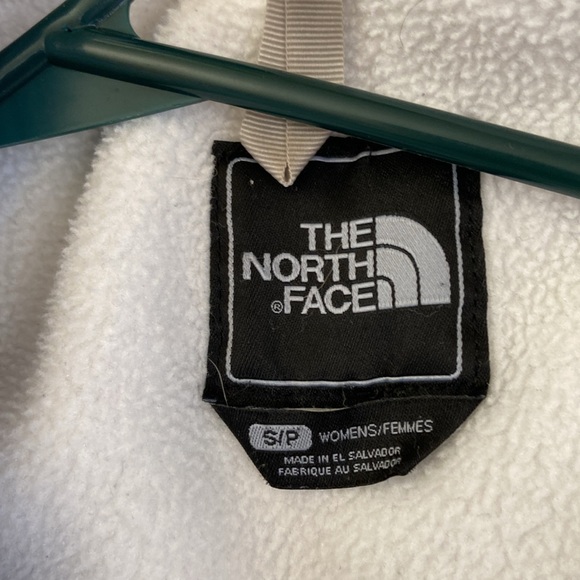 THE
NORTH
®FACE
S/P WOMENS/FEMMES
MADE IN EL SALVADOR
FABRIQUE AU SALVADOR